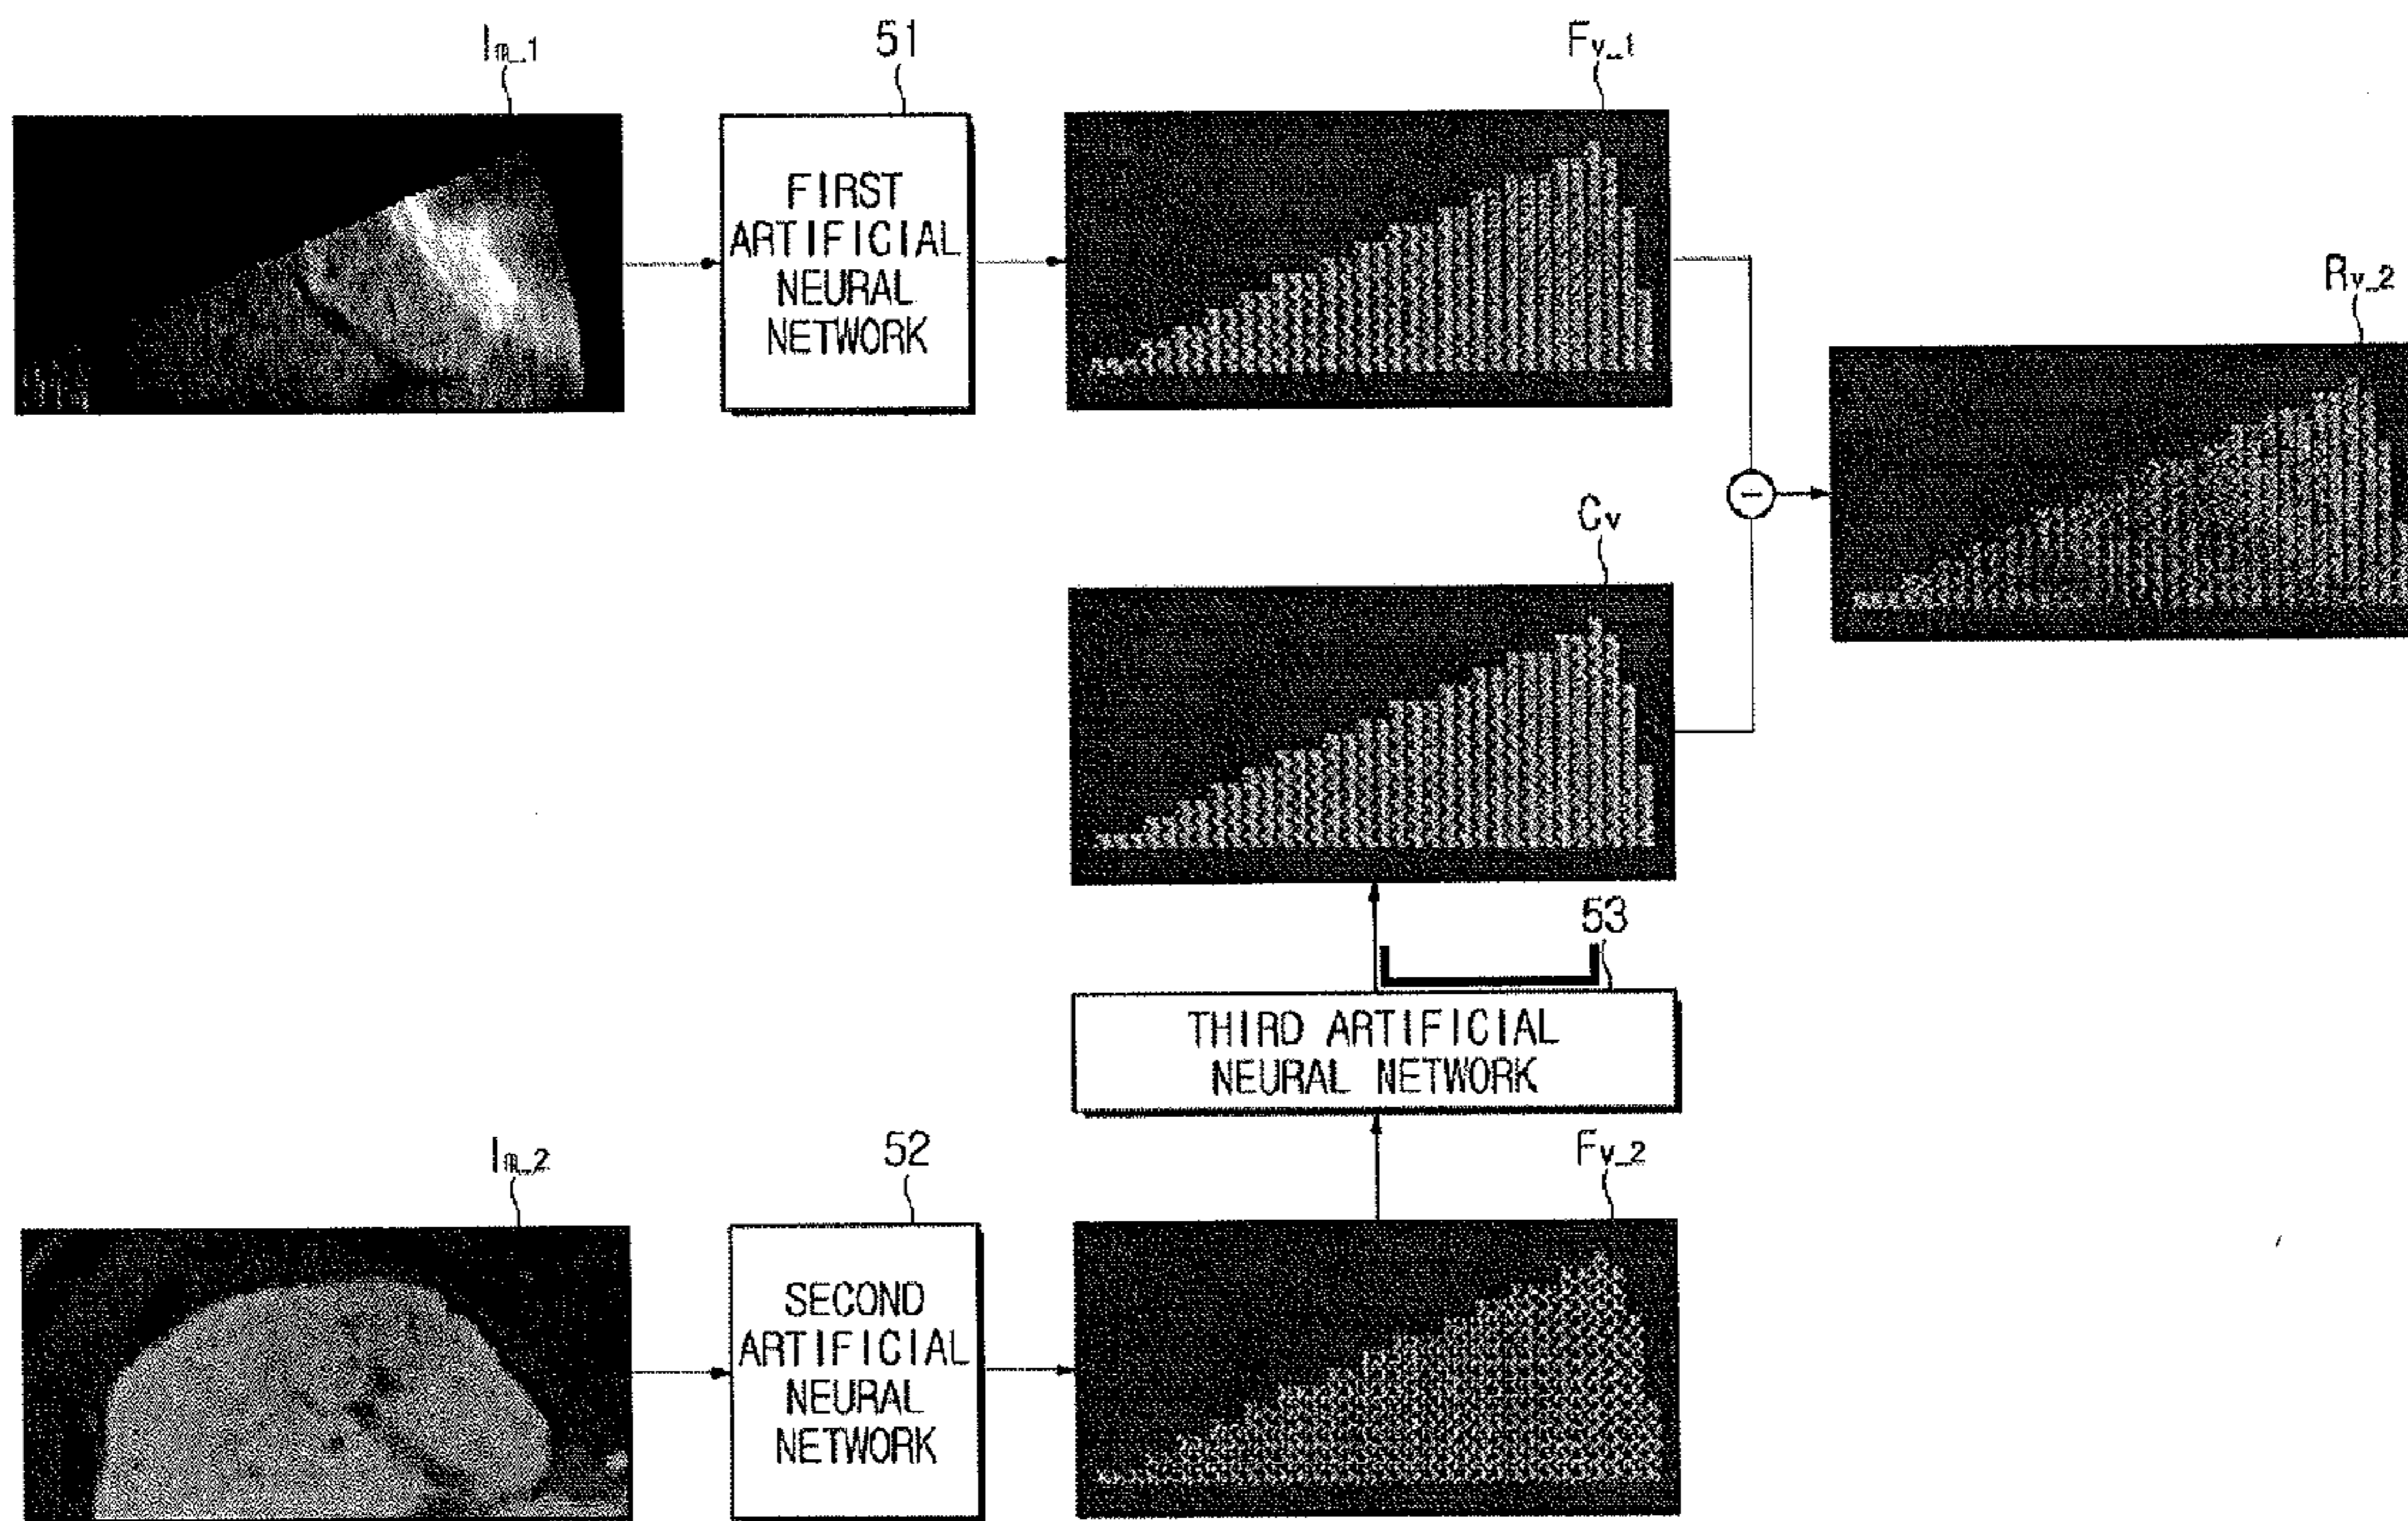 Im_1
51
Fv_1
FIRST
ARTIFICIAL
NEURAL
NETWORK
Rv_2
−
Cv
53
THIRD ARTIFICIAL
NEURAL NETWORK
Im_2
52
Fv_2
SECOND
ARTIFICIAL
NEURAL
NETWORK